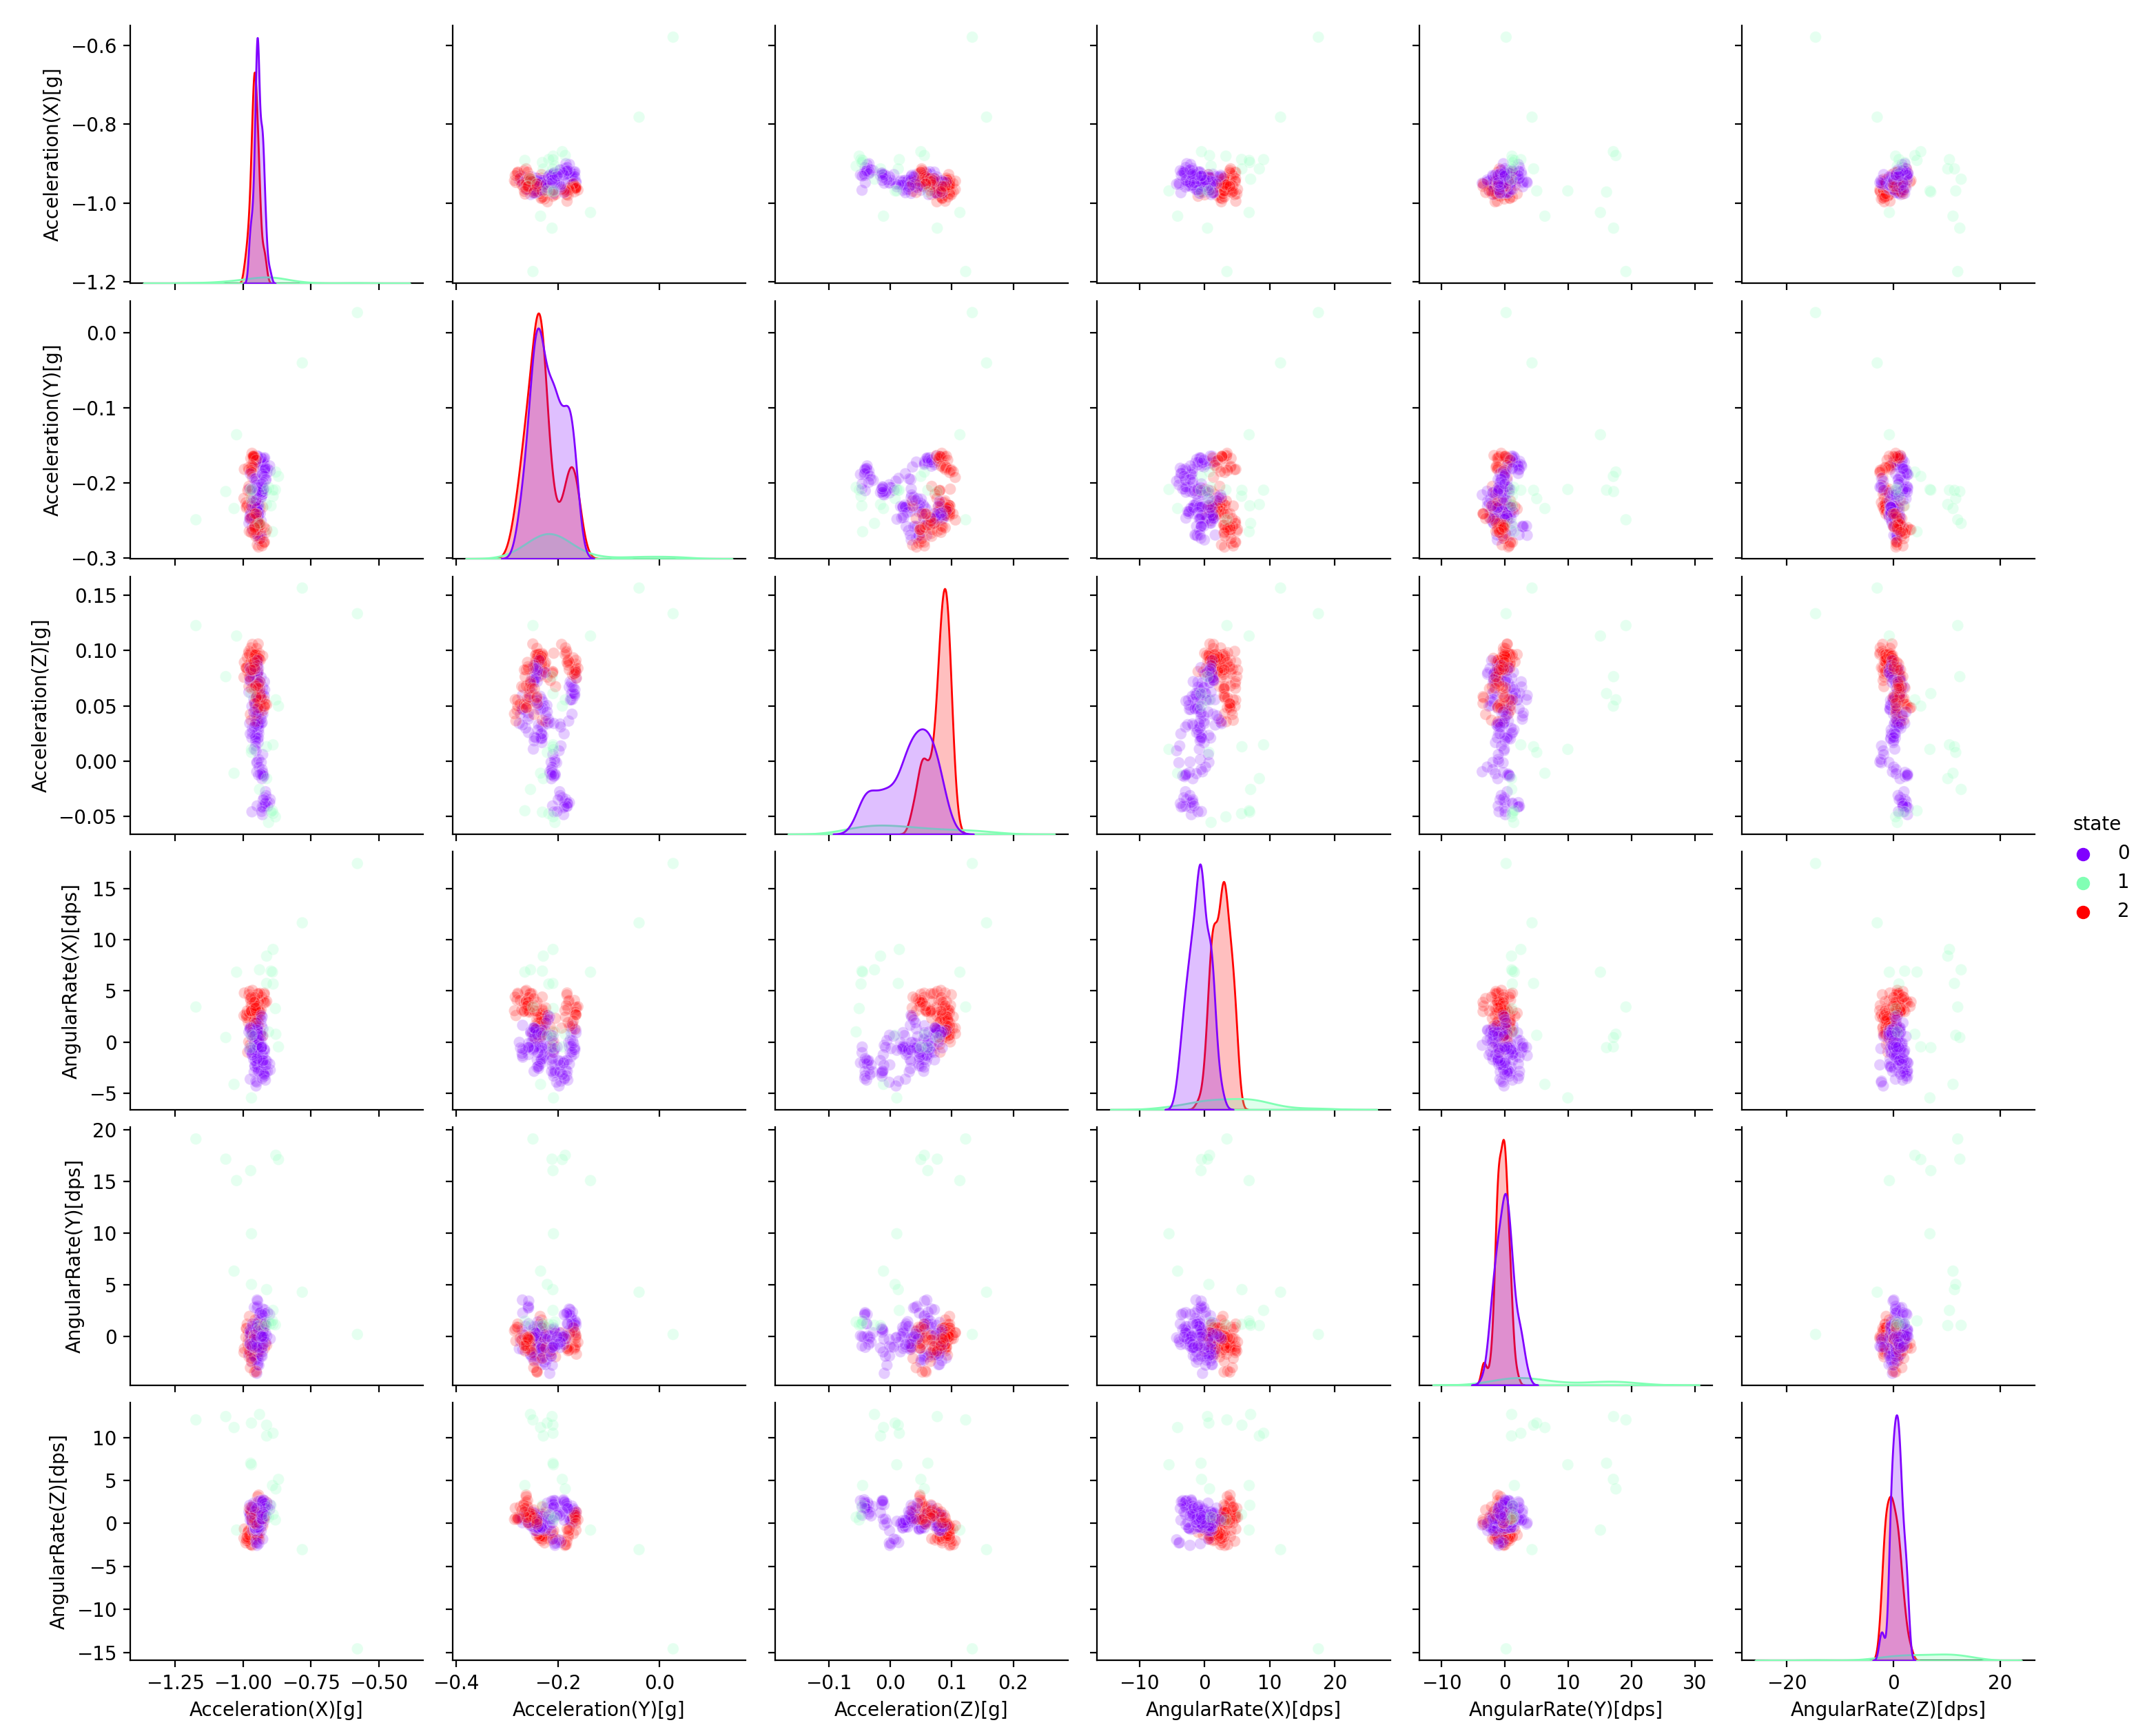 Acceleration(X)[g]
−0.6
−0.8
−1.0
−1.2
Acceleration(Y)[g]
0.0
−0.1
−0.2
−0.3
Acceleration(Z)[g]
0.15
0.10
0.05
0.00
−0.05
AngularRate(X)[dps]
15
10
5
0
−5
AngularRate(Y)[dps]
20
15
10
5
0
AngularRate(Z)[dps]
10
5
0
−5
−10
−15
−1.25 −1.00 −0.75 −0.50
Acceleration(X)[g]
−0.4 −0.2 0.0
Acceleration(Y)[g]
−0.1 0.0 0.1 0.2
Acceleration(Z)[g]
−10 0 10 20
AngularRate(X)[dps]
−10 0 10 20 30
AngularRate(Y)[dps]
−20 0 20
AngularRate(Z)[dps]
state
0
1
2